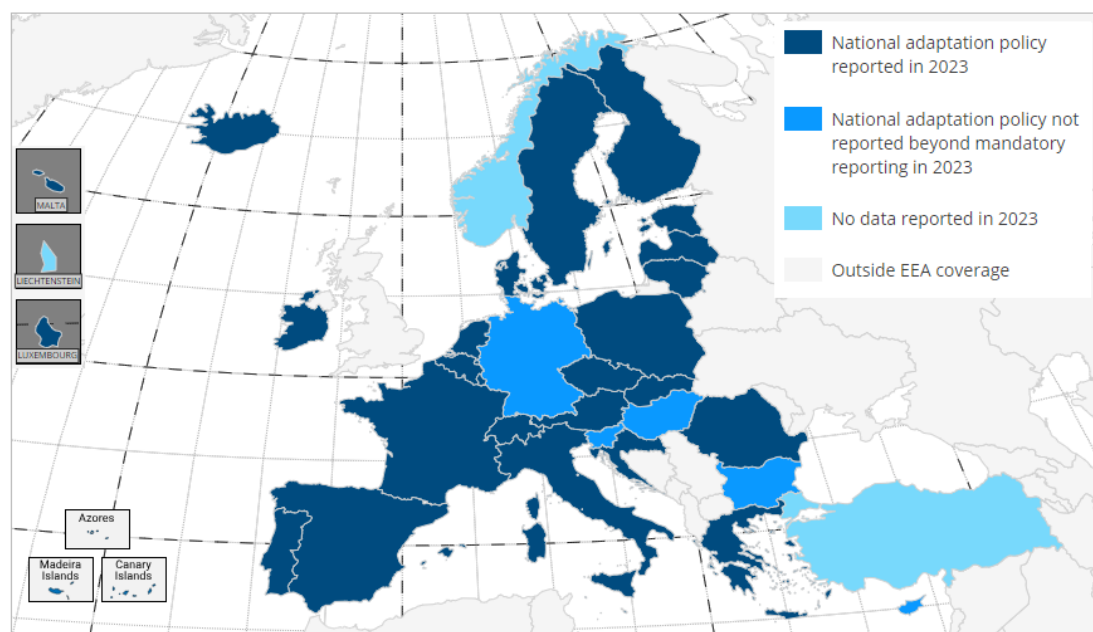 National adaptation policy
reported in 2023
National adaptation policy not
reported beyond mandatory
reporting in 2023
No data reported in 2023
Outside EEA coverage
MALTA
LIECHTENSTEIN
LUXEMBOURG
Azores
Madeira
Islands
Canary
Islands